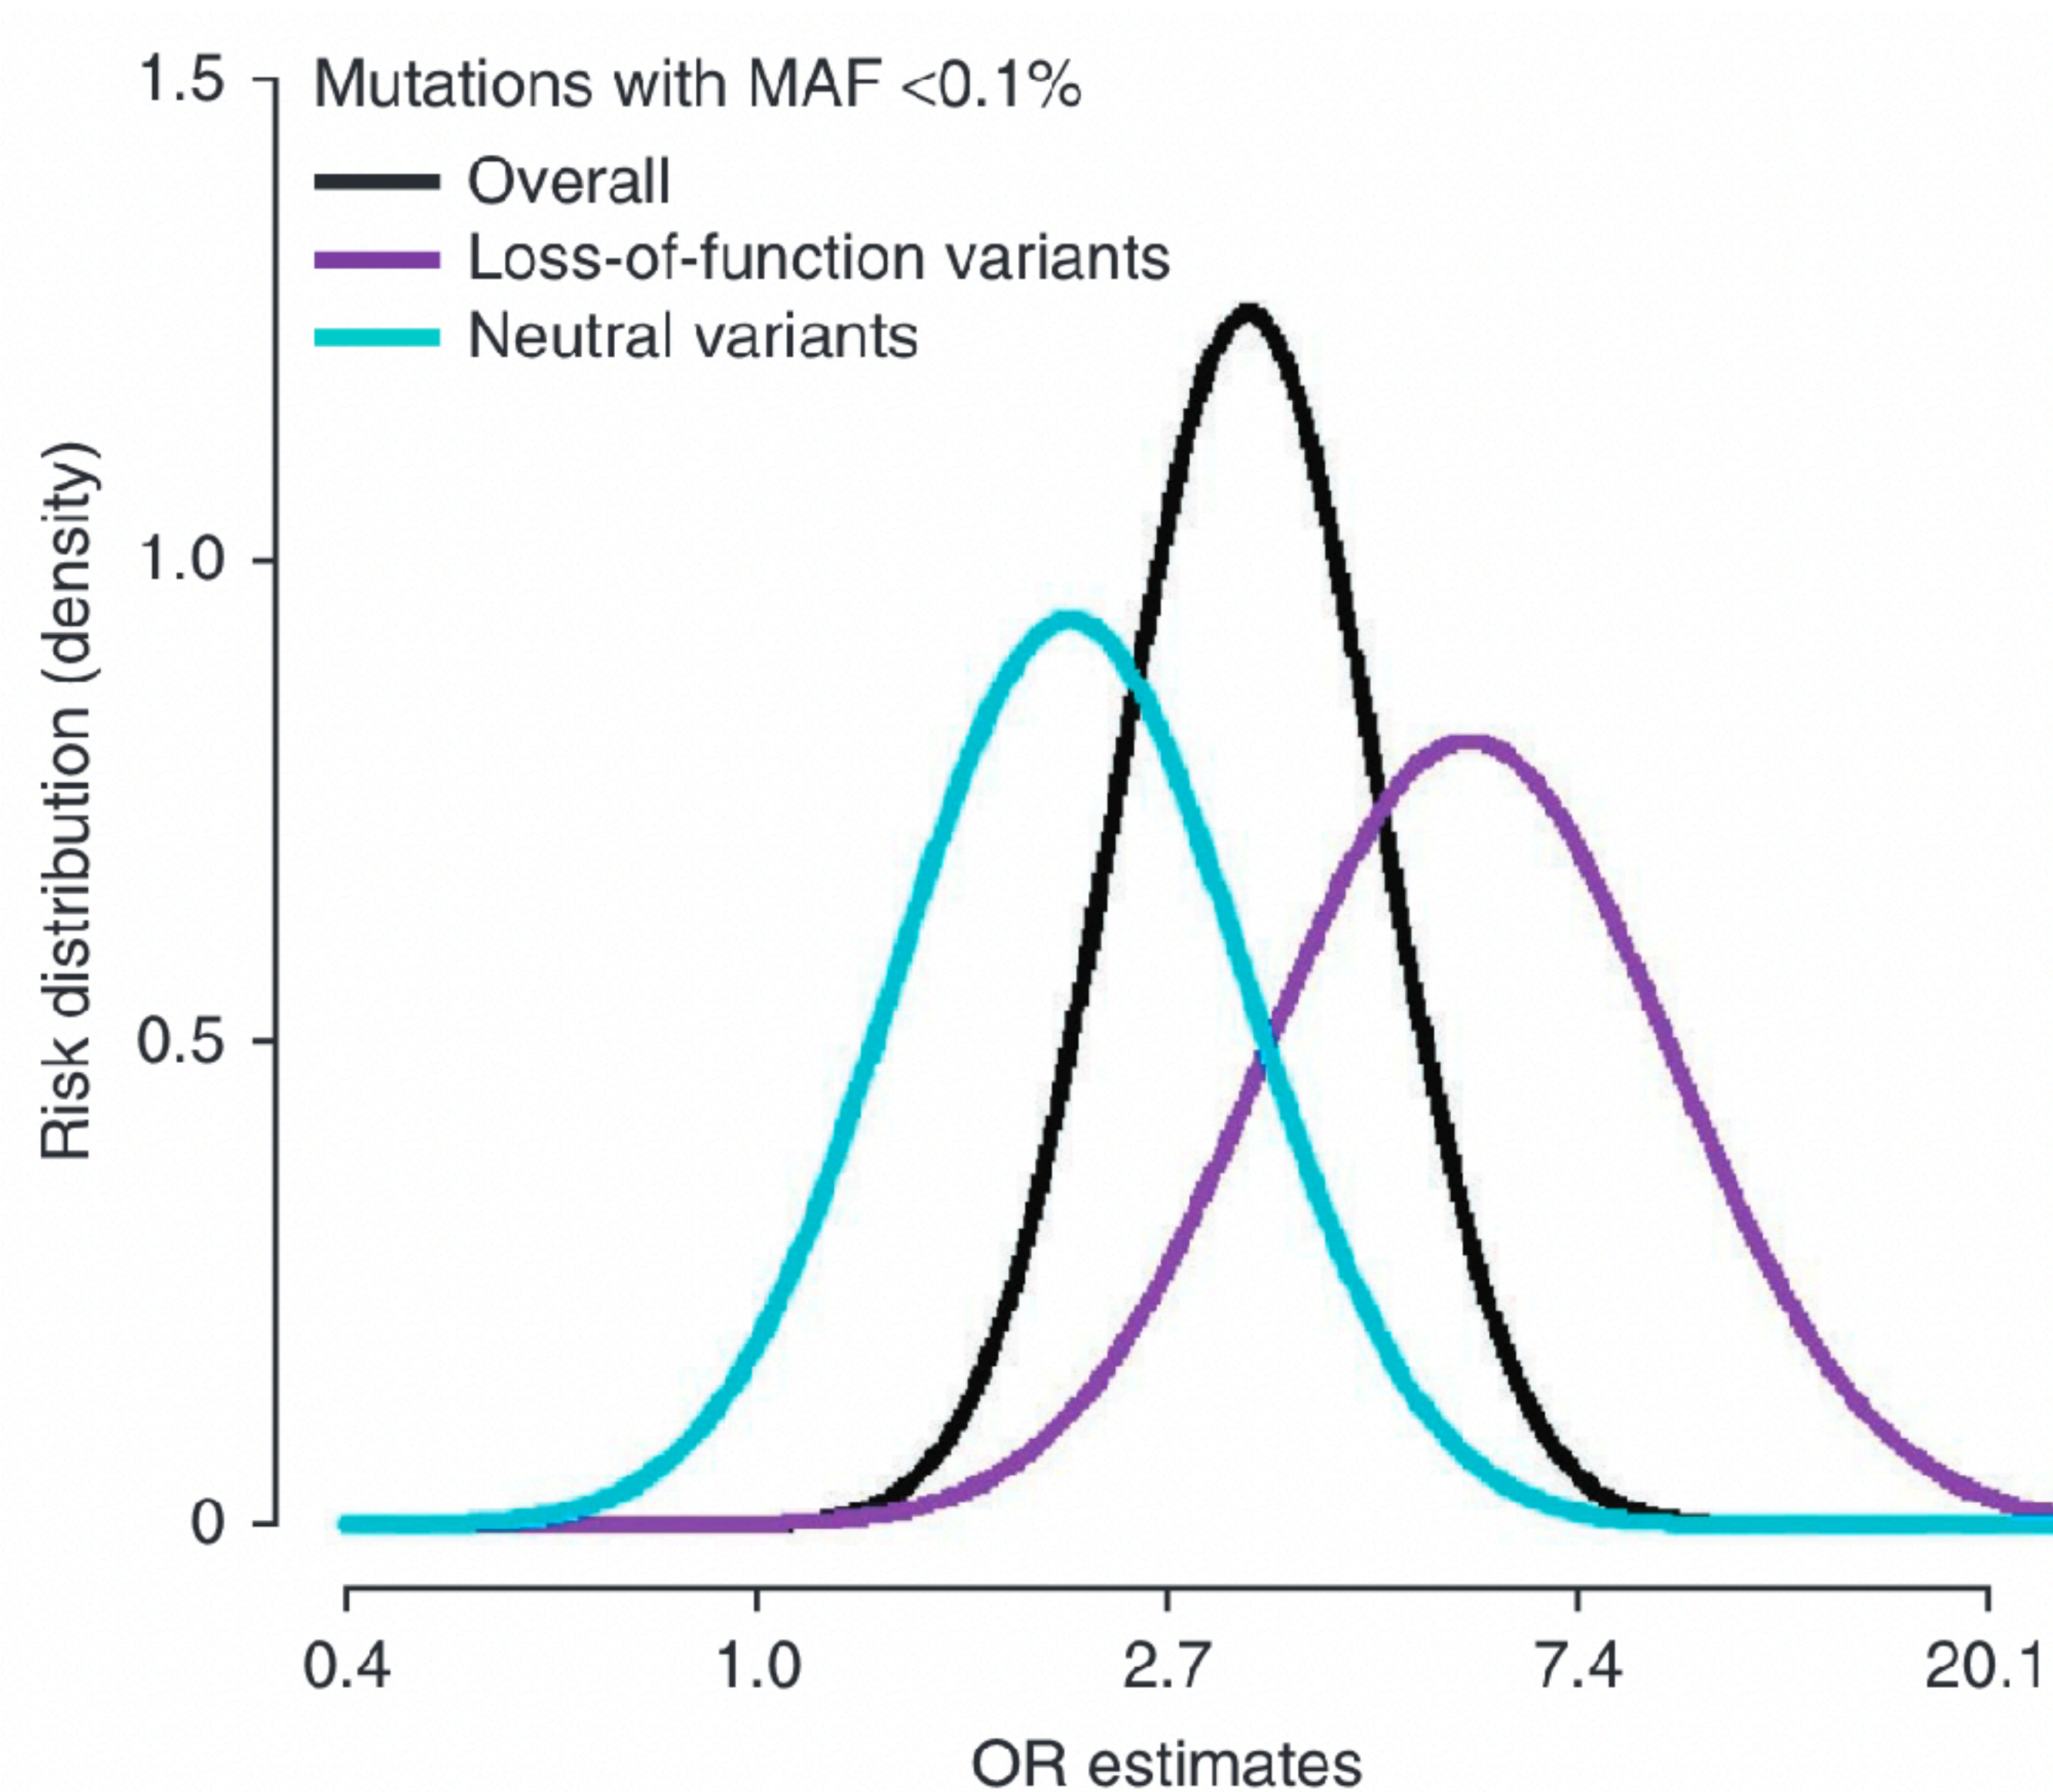 Mutations with MAF <0.1%
Overall
Loss-of-function variants
Neutral variants
Risk distribution (density)
1.5
1.0
0.5
0
0.4 1.0 2.7 7.4 20.1
OR estimates